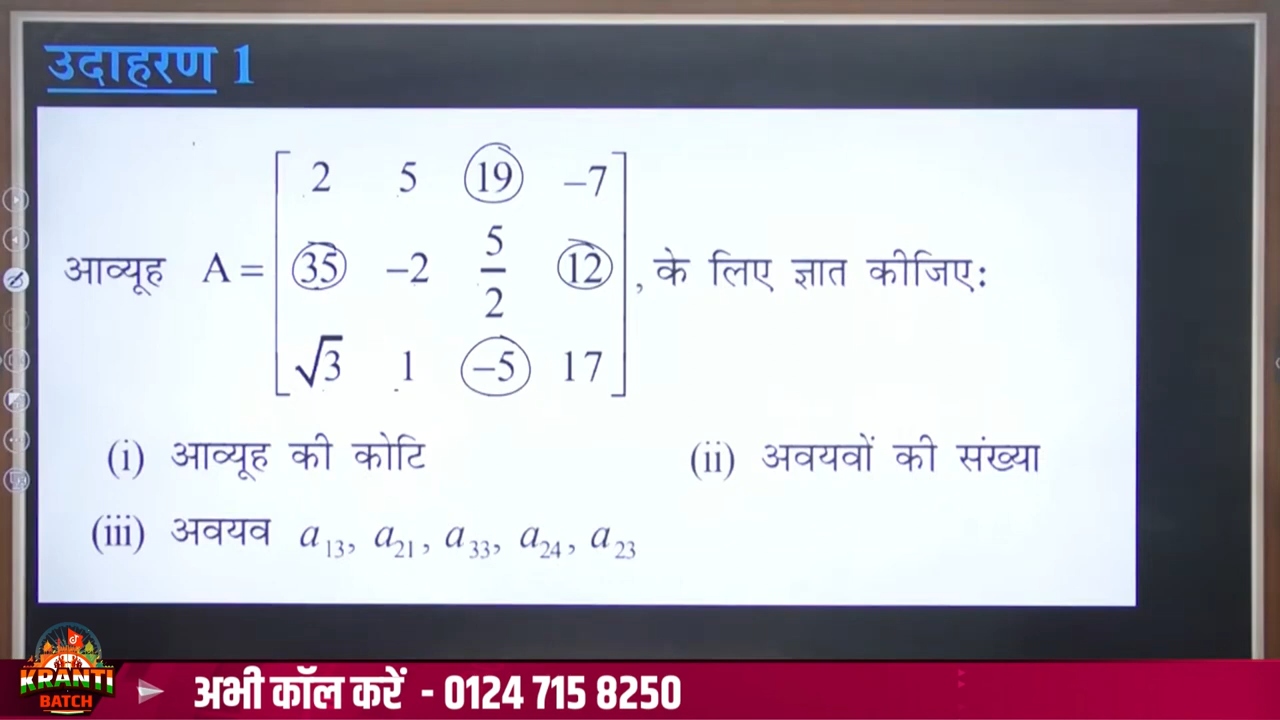 उदाहरण 1
2 5 19 -7
आव्यूह A = 35 -2 5/2 12 , के लिए ज्ञात कीजिए:
√3 1 -5 17
(i) आव्यूह की कोटि (ii) अवयवों की संख्या
(iii) अवयव a₁₃, a₂₁, a₃₃, a₂₄, a₂₃
KRANTI
BATCH
अभी कॉल करें - 0124 715 8250